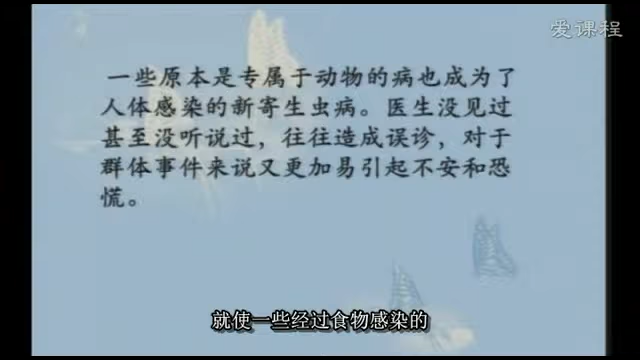 爱课程
一些原本是专属于动物的病也成为了
人体感染的新寄生虫病。医生没见过
甚至没听说过，往往造成误诊，对于
群体事件来说又更加易引起不安和恐
慌。
就使一些经过食物感染的